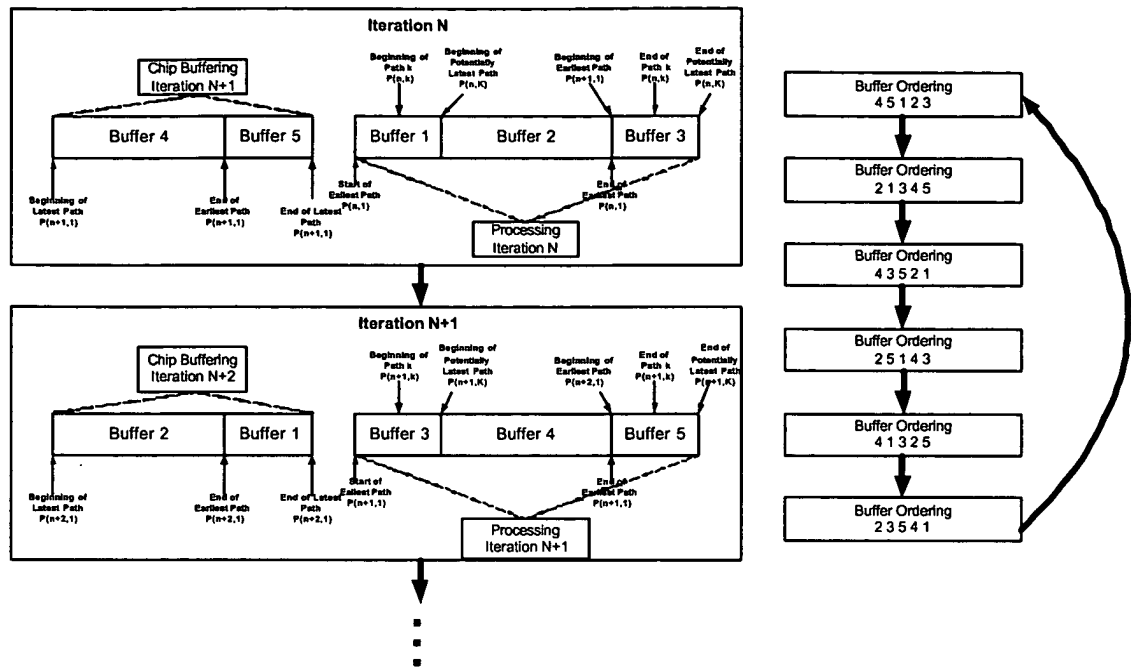 Iteration N
Beginning of
Path k
P(n,k)
Beginning of
Potentially
Latest Path
P(n,K)
Beginning of
Earliest Path
P(n+1,1)
End of
Path k
P(n,k)
End of
Potentially
Latest Path
P(n,K)
Chip Buffering
Iteration N+1
Buffer 4
Buffer 5
Buffer 1
Buffer 2
Buffer 3
Beginning of
Latest Path
P(n+1,1)
End of
Earliest Path
P(n+1,1)
End of Latest
Path
P(n+1,1)
Start of
Earliest Path
P(n,1)
End of
Earliest Path
P(n,1)
Processing
Iteration N
Iteration N+1
Beginning of
Path k
P(n+1,k)
Beginning of
Potentially
Latest Path
P(n+1,K)
Beginning of
Earliest Path
P(n+2,1)
End of
Path k
P(n+1,k)
End of
Potentially
Latest Path
P(n+1,K)
Chip Buffering
Iteration N+2
Buffer 2
Buffer 1
Buffer 3
Buffer 4
Buffer 5
Beginning of
Latest Path
P(n+2,1)
End of
Earliest Path
P(n+2,1)
End of Latest
Path
P(n+2,1)
Start of
Earliest Path
P(n+1,1)
End of
Earliest Path
P(n+1,1)
Processing
Iteration N+1
Buffer Ordering
4 5 1 2 3
Buffer Ordering
2 1 3 4 5
Buffer Ordering
4 3 5 2 1
Buffer Ordering
2 5 1 4 3
Buffer Ordering
4 1 3 2 5
Buffer Ordering
2 3 5 4 1